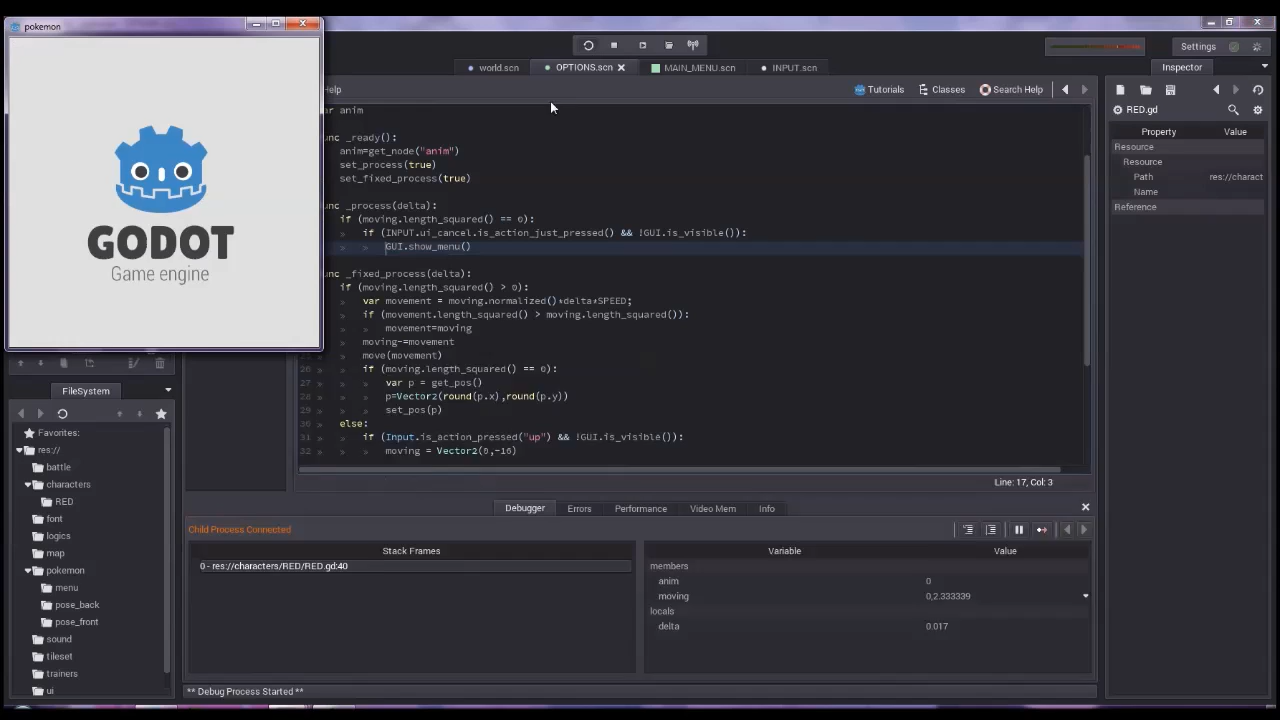 pokemon
GODOT
Game engine
Settings
world.scn
OPTIONS.scn
MAIN_MENU.scn
INPUT.scn
Inspector
Help
Tutorials
Classes
Search Help
RED.gd
Property Value
Resource
Resource
Path res://charact
Name
Reference
anim
_ready():
anim=get_node("anim")
set_process(true)
set_fixed_process(true)
_process(delta):
if (moving.length_squared() == 0):
if (INPUT.ui_cancel.is_action_just_pressed() && !GUI.is_visible()):
GUI.show_menu()
_fixed_process(delta):
if (moving.length_squared() > 0):
var movement = moving.normalized()*delta*SPEED;
if (movement.length_squared() > moving.length_squared()):
movement=moving
moving-=movement
move(movement)
26 if (moving.length_squared() == 0):
27 var p = get_pos()
28 p=Vector2(round(p.x),round(p.y))
29 set_pos(p)
30 else:
31 if (Input.is_action_pressed("up") && !GUI.is_visible()):
32 moving = Vector2(0,-16)
Line: 17, Col: 3
FileSystem
Favorites:
res://
battle
characters
RED
font
logics
map
pokemon
menu
pose_back
pose_front
sound
tileset
trainers
ui
Debugger Errors Performance Video Mem Info
Child Process Connected
Stack Frames
0 - res://characters/RED/RED.gd:40
Variable Value
members
anim 0
moving 0,2.333339
locals
delta 0.017
** Debug Process Started **